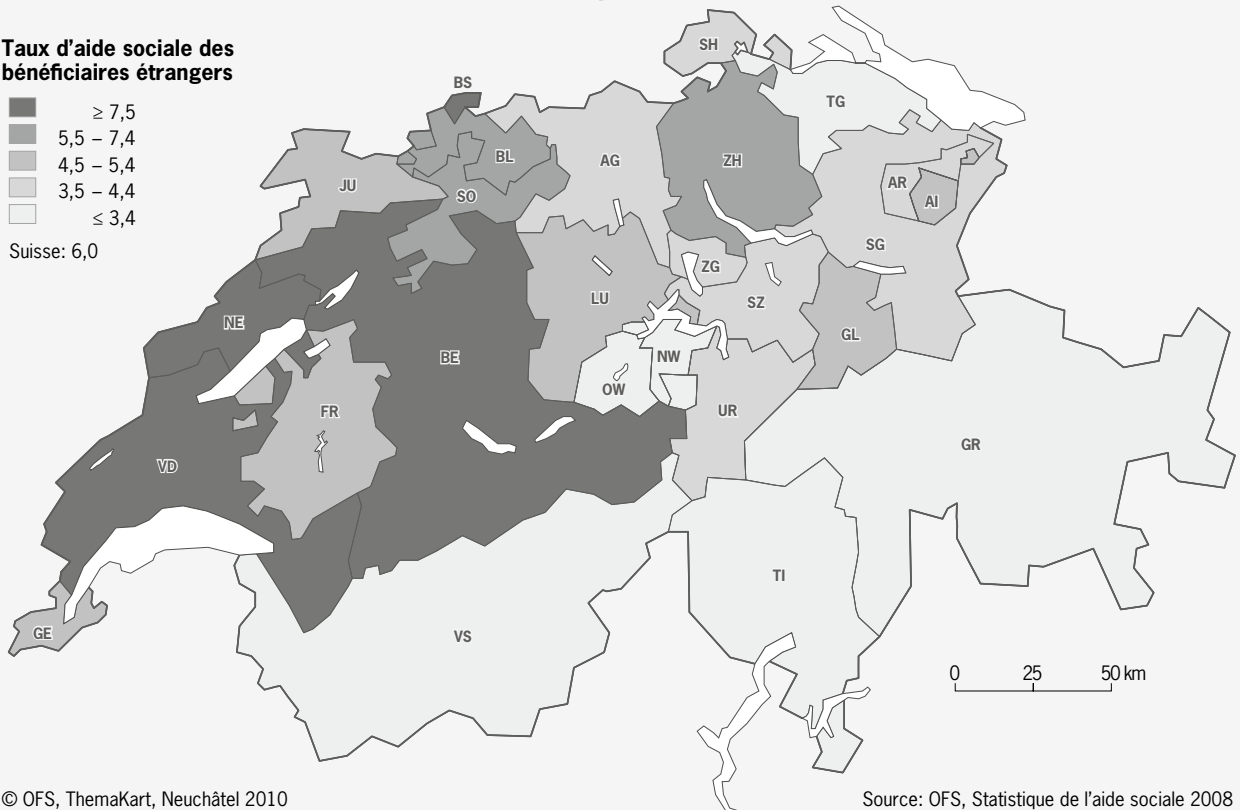 Taux d'aide sociale des
bénéficiaires étrangers
≥ 7,5
5,5 – 7,4
4,5 – 5,4
3,5 – 4,4
≤ 3,4
Suisse: 6,0
SH
BS
TG
BL
AG
ZH
JU
SO
AR
AI
SG
ZG
LU
SZ
NE
GL
BE
NW
OW
FR
UR
GR
VD
TI
GE
VS
0 25 50 km
© OFS, ThemaKart, Neuchâtel 2010
Source: OFS, Statistique de l'aide sociale 2008